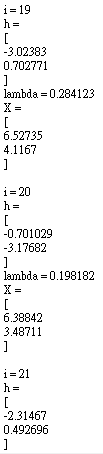 i = 19
h =
[
-3.02383
0.702771
]
lambda = 0.284123
X =
[
6.52735
4.1167
]
i = 20
h =
[
-0.701029
-3.17682
]
lambda = 0.198182
X =
[
6.38842
3.48711
]
i = 21
h =
[
-2.31467
0.492696
]